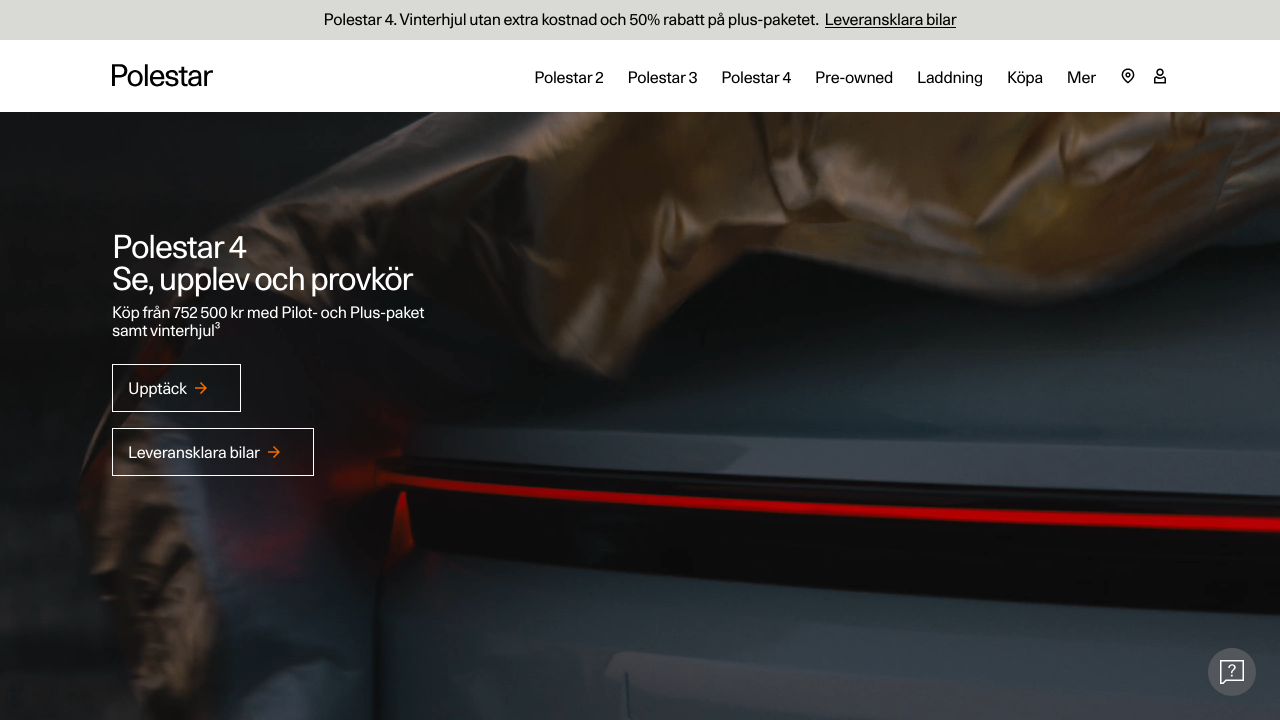 Polestar 4. Vinterhjul utan extra kostnad och 50% rabatt på plus-paketet. Leveransklara bilar
Polestar
Polestar 2 Polestar 3 Polestar 4 Pre-owned Laddning Köpa Mer
Polestar 4
Se, upplev och provkör
Köp från 752 500 kr med Pilot- och Plus-paket
samt vinterhjul³
Upptäck
Leveransklara bilar